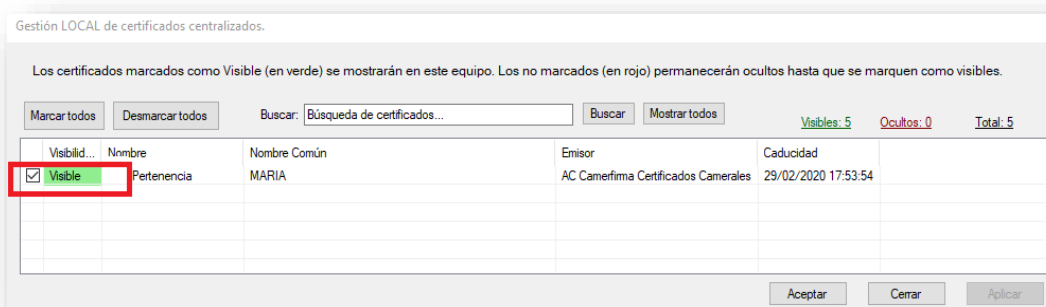 Gestión LOCAL de certificados centralizados.
Los certificados marcados como Visible (en verde) se mostrarán en este equipo. Los no marcados (en rojo) permanecerán ocultos hasta que se marquen como visibles.
Marcar todos Desmarcar todos Buscar: Búsqueda de certificados... Buscar Mostrar todos Visibles: 5 Ocultos: 0 Total: 5
Visibilid... Nombre Nombre Común Emisor Caducidad
Visible Pertenencia MARIA AC Camerfirma Certificados Camerales 29/02/2020 17:53:54
Aceptar Cerrar Aplicar